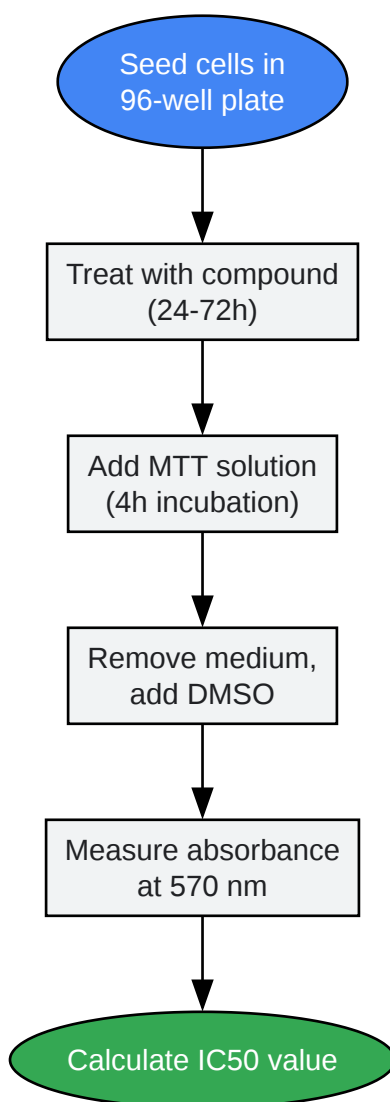 Seed cells in
96-well plate
Treat with compound
(24-72h)
Add MTT solution
(4h incubation)
Remove medium,
add DMSO
Measure absorbance
at 570 nm
Calculate IC50 value